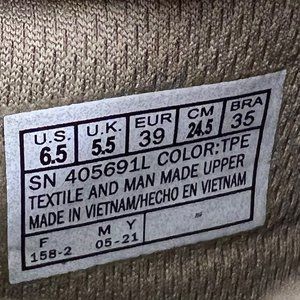 U.S. U.K. EUR CM BRA
6.5 5.5 39 24.5 35
SN 405691L COLOR:TPE
TEXTILE AND MAN MADE UPPER
MADE IN VIETNAM/HECHO EN VIETNAM
F M Y
158-2 05-21